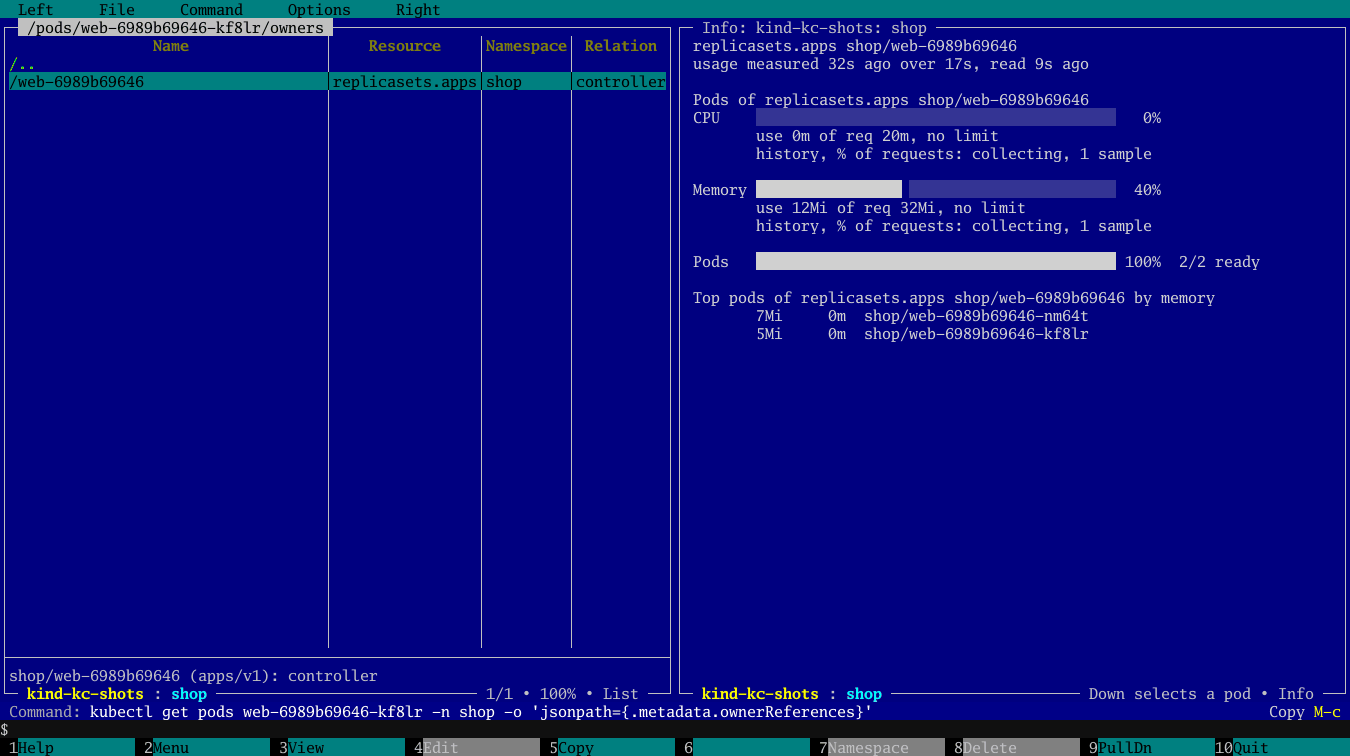 Left File Command Options Right
/pods/web-6989b69646-kf8lr/owners
Name Resource Namespace Relation
/..
/web-6989b69646 replicasets.apps shop controller
shop/web-6989b69646 (apps/v1): controller
kind-kc-shots : shop 1/1 • 100% • List
Info: kind-kc-shots: shop
replicasets.apps shop/web-6989b69646
usage measured 32s ago over 17s, read 9s ago
Pods of replicasets.apps shop/web-6989b69646
CPU 0%
use 0m of req 20m, no limit
history, % of requests: collecting, 1 sample
Memory 40%
use 12Mi of req 32Mi, no limit
history, % of requests: collecting, 1 sample
Pods 100% 2/2 ready
Top pods of replicasets.apps shop/web-6989b69646 by memory
7Mi 0m shop/web-6989b69646-nm64t
5Mi 0m shop/web-6989b69646-kf8lr
kind-kc-shots : shop Down selects a pod • Info
Command: kubectl get pods web-6989b69646-kf8lr -n shop -o 'jsonpath={.metadata.ownerReferences}' Copy M-c
$
1Help 2Menu 3View 4Edit 5Copy 6 7Namespace 8Delete 9PullDn 10Quit